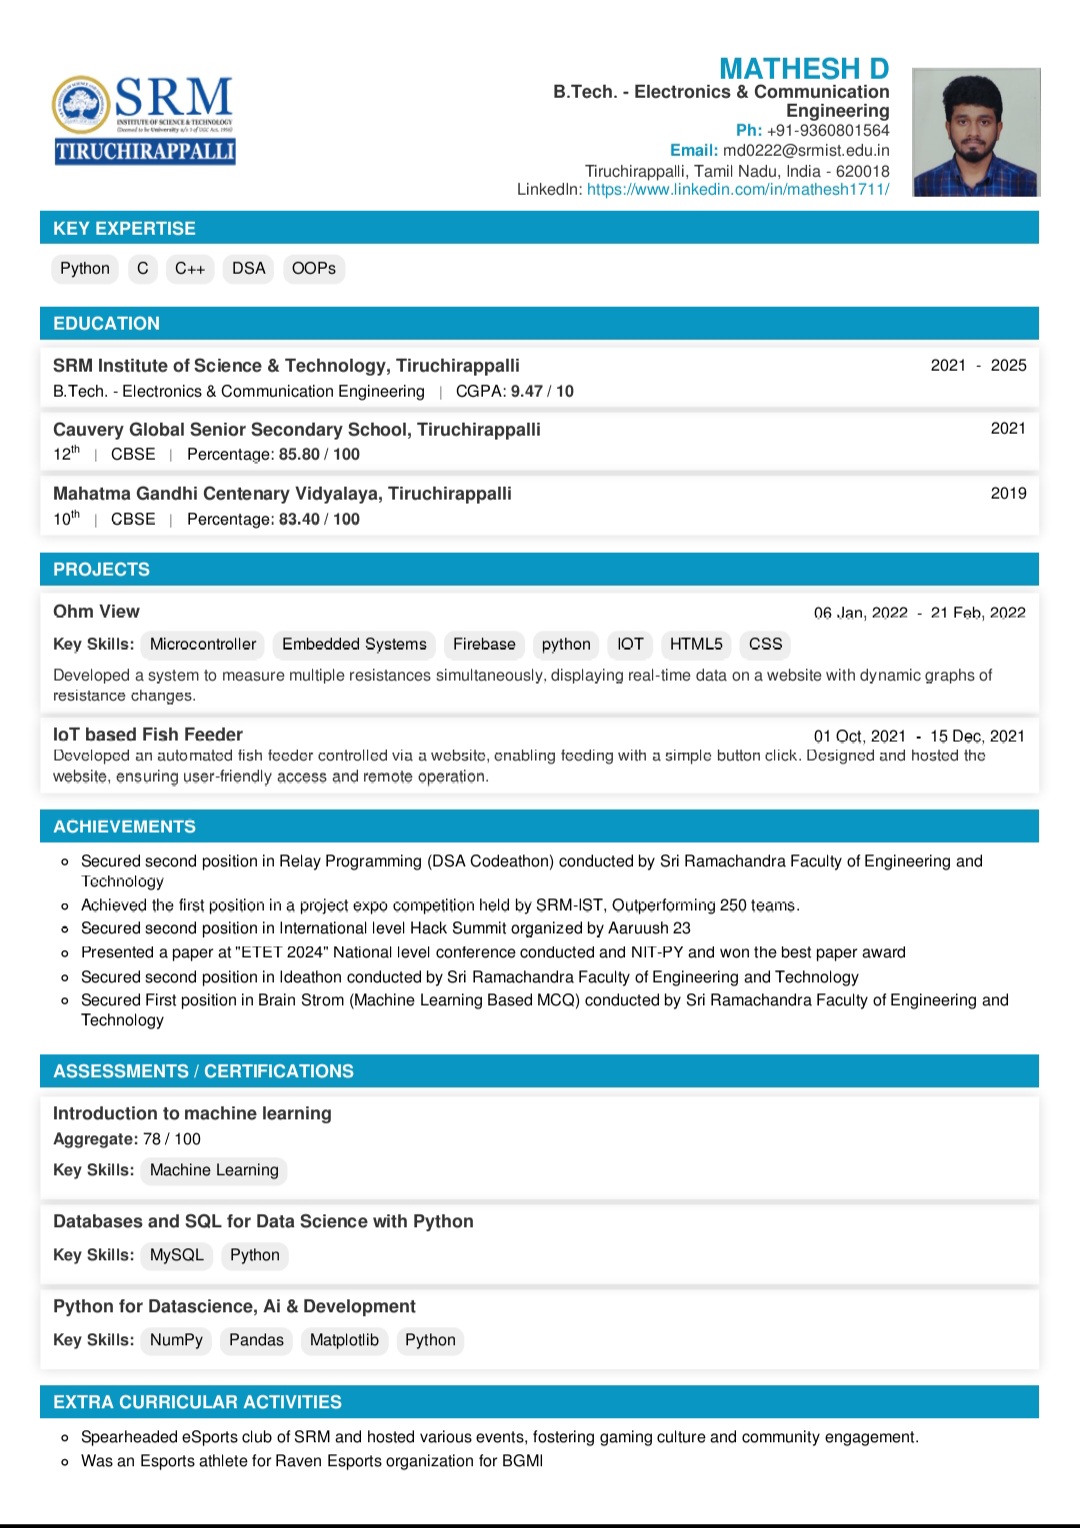 SRM
INSTITUTE OF SCIENCE & TECHNOLOGY
(Deemed to be University u/s 3 of UGC Act, 1956)
TIRUCHIRAPPALLI
MATHESH D
B.Tech. - Electronics & Communication
Engineering
Ph: +91-9360801564
Email: md0222@srmist.edu.in
Tiruchirappalli, Tamil Nadu, India - 620018
LinkedIn: https://www.linkedin.com/in/mathesh1711/
KEY EXPERTISE
Python C C++ DSA OOPs
EDUCATION
SRM Institute of Science & Technology, Tiruchirappalli 2021 - 2025
B.Tech. - Electronics & Communication Engineering | CGPA: 9.47 / 10
Cauvery Global Senior Secondary School, Tiruchirappalli 2021
12th | CBSE | Percentage: 85.80 / 100
Mahatma Gandhi Centenary Vidyalaya, Tiruchirappalli 2019
10th | CBSE | Percentage: 83.40 / 100
PROJECTS
Ohm View 06 Jan, 2022 - 21 Feb, 2022
Key Skills: Microcontroller Embedded Systems Firebase python IOT HTML5 CSS
Developed a system to measure multiple resistances simultaneously, displaying real-time data on a website with dynamic graphs of
resistance changes.
IoT based Fish Feeder 01 Oct, 2021 - 15 Dec, 2021
Developed an automated fish feeder controlled via a website, enabling feeding with a simple button click. Designed and hosted the
website, ensuring user-friendly access and remote operation.
ACHIEVEMENTS
Secured second position in Relay Programming (DSA Codeathon) conducted by Sri Ramachandra Faculty of Engineering and
Technology
Achieved the first position in a project expo competition held by SRM-IST, Outperforming 250 teams.
Secured second position in International level Hack Summit organized by Aaruush 23
Presented a paper at "ETET 2024" National level conference conducted and NIT-PY and won the best paper award
Secured second position in Ideathon conducted by Sri Ramachandra Faculty of Engineering and Technology
Secured First position in Brain Strom (Machine Learning Based MCQ) conducted by Sri Ramachandra Faculty of Engineering and
Technology
ASSESSMENTS / CERTIFICATIONS
Introduction to machine learning
Aggregate: 78 / 100
Key Skills: Machine Learning
Databases and SQL for Data Science with Python
Key Skills: MySQL Python
Python for Datascience, Ai & Development
Key Skills: NumPy Pandas Matplotlib Python
EXTRA CURRICULAR ACTIVITIES
Spearheaded eSports club of SRM and hosted various events, fostering gaming culture and community engagement.
Was an Esports athlete for Raven Esports organization for BGMI